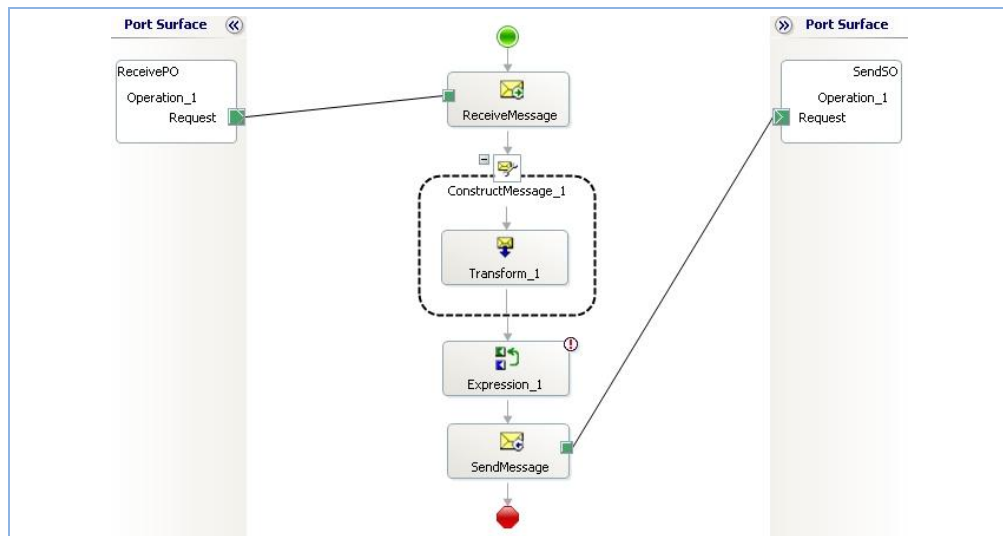 Port Surface
ReceivePO
Operation_1
Request
ReceiveMessage
ConstructMessage_1
Transform_1
Expression_1
SendMessage
Port Surface
SendSO
Operation_1
Request